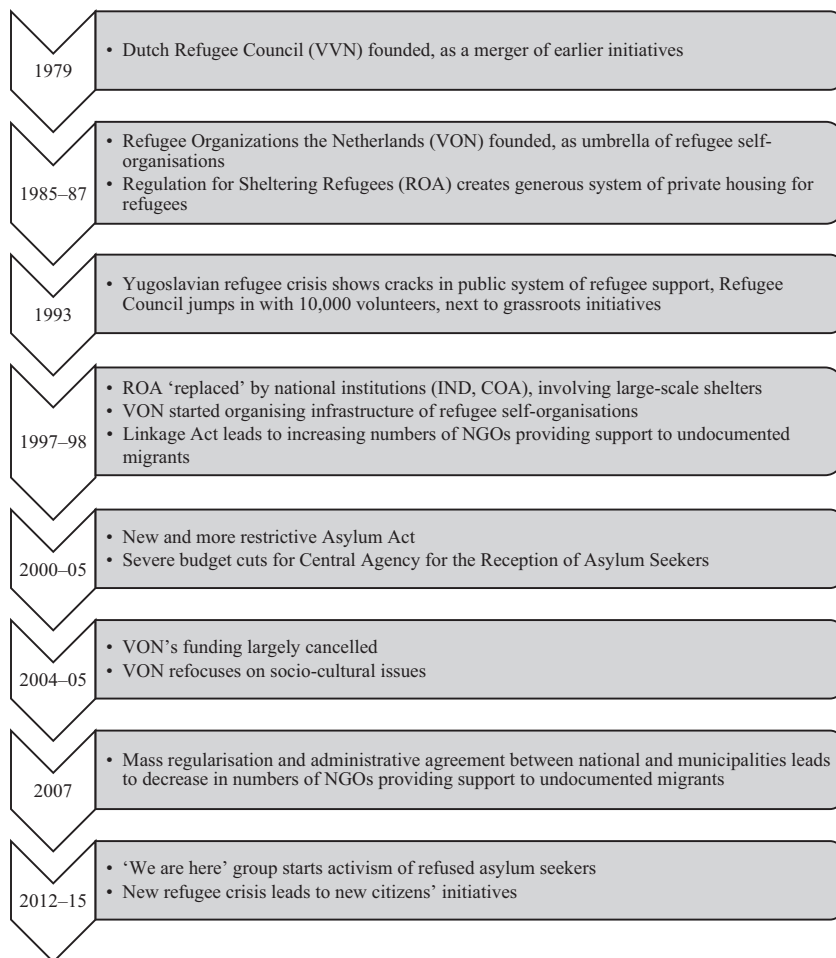 1979
• Dutch Refugee Council (VVN) founded, as a merger of earlier initiatives
1985–87
• Refugee Organizations the Netherlands (VON) founded, as umbrella of refugee self-
organisations
• Regulation for Sheltering Refugees (ROA) creates generous system of private housing for
refugees
1993
• Yugoslavian refugee crisis shows cracks in public system of refugee support, Refugee
Council jumps in with 10,000 volunteers, next to grassroots initiatives
1997–98
• ROA ‘replaced’ by national institutions (IND, COA), involving large-scale shelters
• VON started organising infrastructure of refugee self-organisations
• Linkage Act leads to increasing numbers of NGOs providing support to undocumented
migrants
2000–05
• New and more restrictive Asylum Act
• Severe budget cuts for Central Agency for the Reception of Asylum Seekers
2004–05
• VON’s funding largely cancelled
• VON refocuses on socio-cultural issues
2007
• Mass regularisation and administrative agreement between national and municipalities leads
to decrease in numbers of NGOs providing support to undocumented migrants
2012–15
• ‘We are here’ group starts activism of refused asylum seekers
• New refugee crisis leads to new citizens’ initiatives